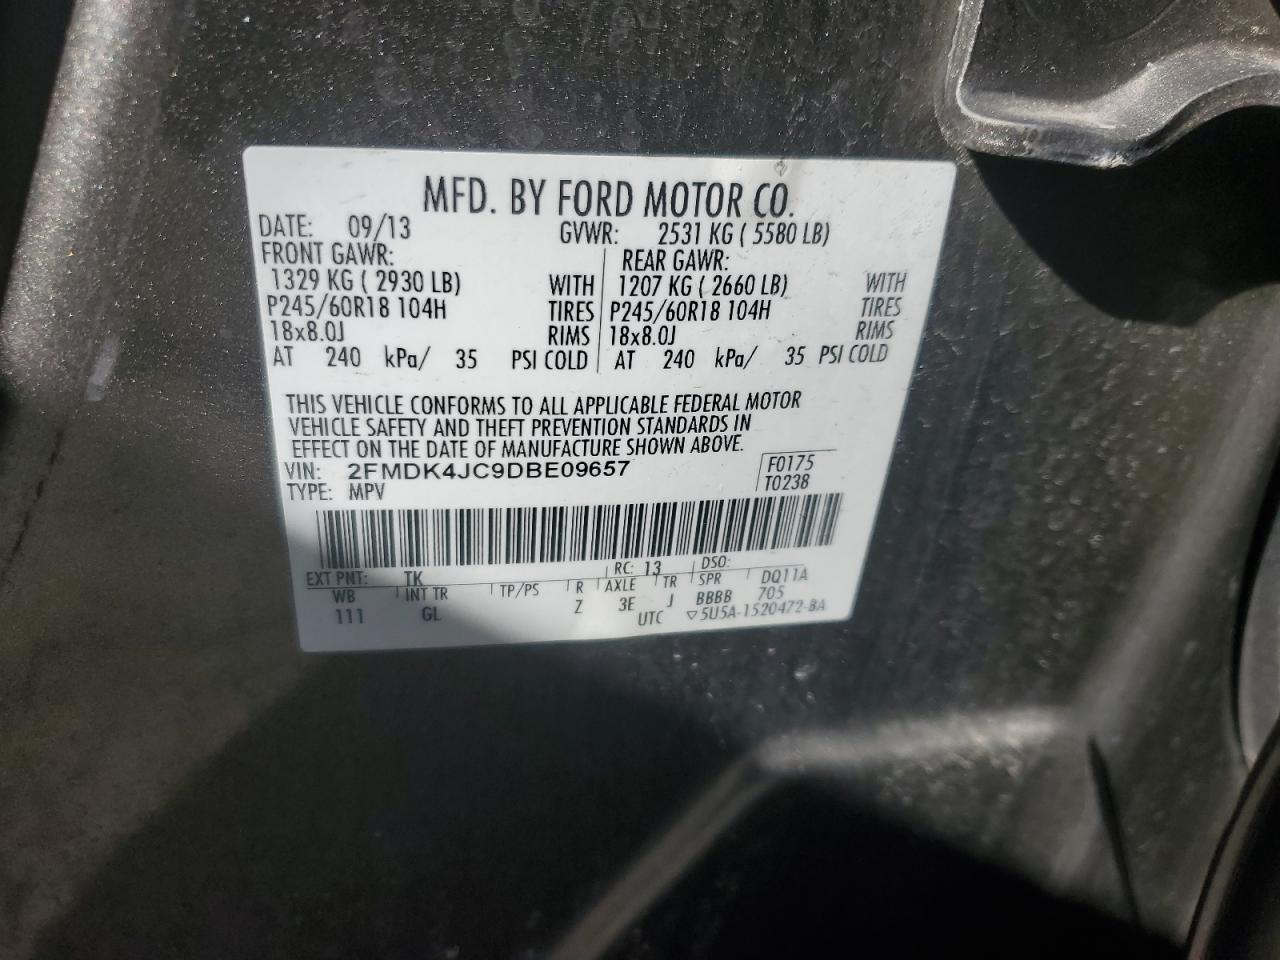 MFD. BY FORD MOTOR CO.
DATE: 09/13 GVWR: 2531 KG ( 5580 LB)
FRONT GAWR: REAR GAWR:
1329 KG ( 2930 LB) WITH 1207 KG ( 2660 LB) WITH
P245/60R18 104H TIRES P245/60R18 104H TIRES
18x8.0J RIMS 18x8.0J RIMS
AT 240 kPa/ 35 PSI COLD AT 240 kPa/ 35 PSI COLD
THIS VEHICLE CONFORMS TO ALL APPLICABLE FEDERAL MOTOR
VEHICLE SAFETY AND THEFT PREVENTION STANDARDS IN
EFFECT ON THE DATE OF MANUFACTURE SHOWN ABOVE.
VIN: 2FMDK4JC9DBE09657 F0175
TYPE: MPV T0238
EXT PNT: TK RC: 13 DSO:
WB INT TR TP/PS R AXLE TR SPR DQ11A
111 GL Z 3E J BBBB 705
UTC ▽5U5A-1520472-BA